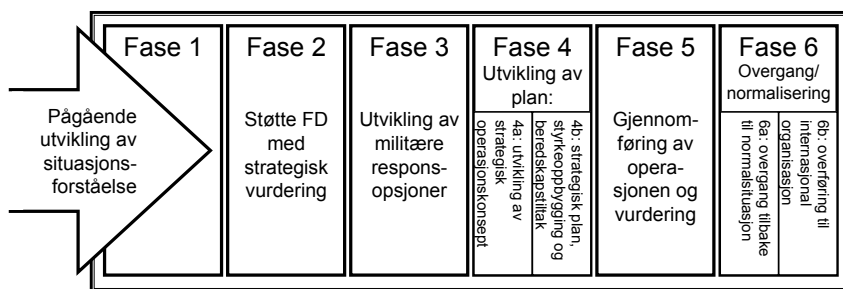 Fase 1
Pågående
utvikling av
situasjons-
forståelse
Fase 2
Støtte FD
med
strategisk
vurdering
Fase 3
Utvikling av
militære
respons-
opsjoner
Fase 4
Utvikling av
plan:
4a: utvikling av
strategisk
operasjonskonsept
4b: strategisk plan,
styrkeoppbygging og
beredskapstiltak
Fase 5
Gjennom-
føring av
opera-
sjonen og
vurdering
Fase 6
Overgang/
normalisering
6a: overgang tilbake
til normalsituasjon
6b: overføring til
internasjonal
organisasjon